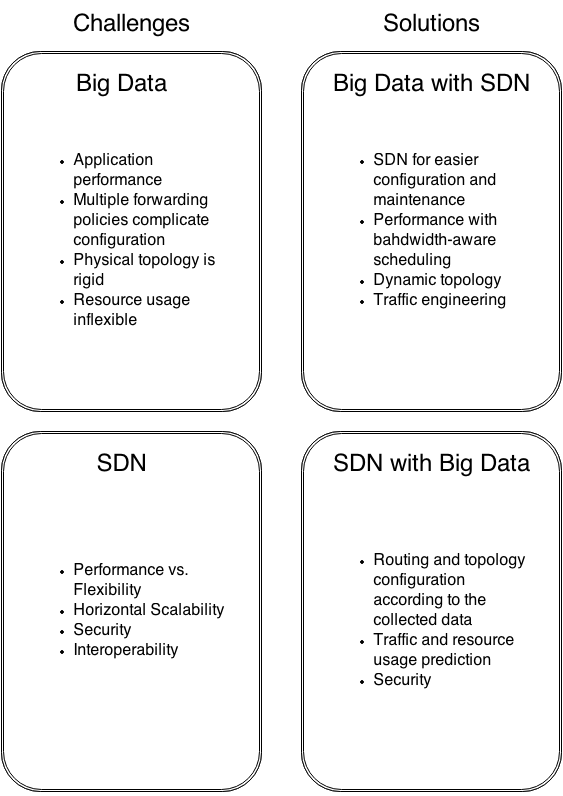 Challenges
Solutions
Big Data
• Application
performance
• Multiple forwarding
policies complicate
configuration
• Physical topology is
rigid
• Resource usage
inflexible
Big Data with SDN
• SDN for easier
configuration and
maintenance
• Performance with
bahdwidth-aware
scheduling
• Dynamic topology
• Traffic engineering
SDN
• Performance vs.
Flexibility
• Horizontal Scalability
• Security
• Interoperability
SDN with Big Data
• Routing and topology
configuration
according to the
collected data
• Traffic and resource
usage prediction
• Security